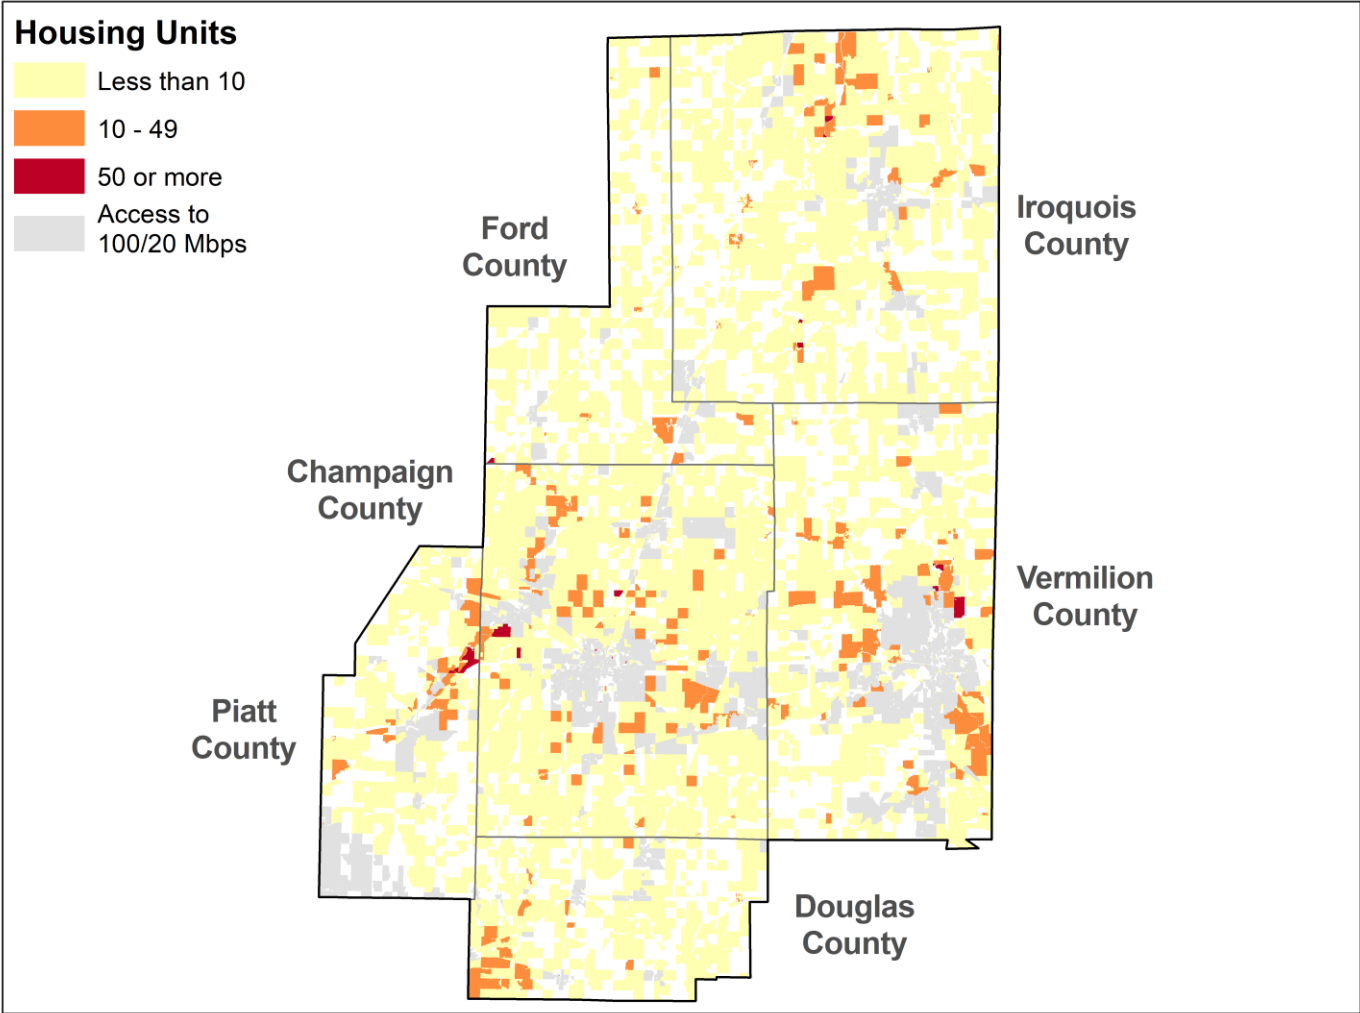 Housing Units
Less than 10
10 - 49
50 or more
Access to
100/20 Mbps
Ford
County
Iroquois
County
Champaign
County
Vermilion
County
Piatt
County
Douglas
County